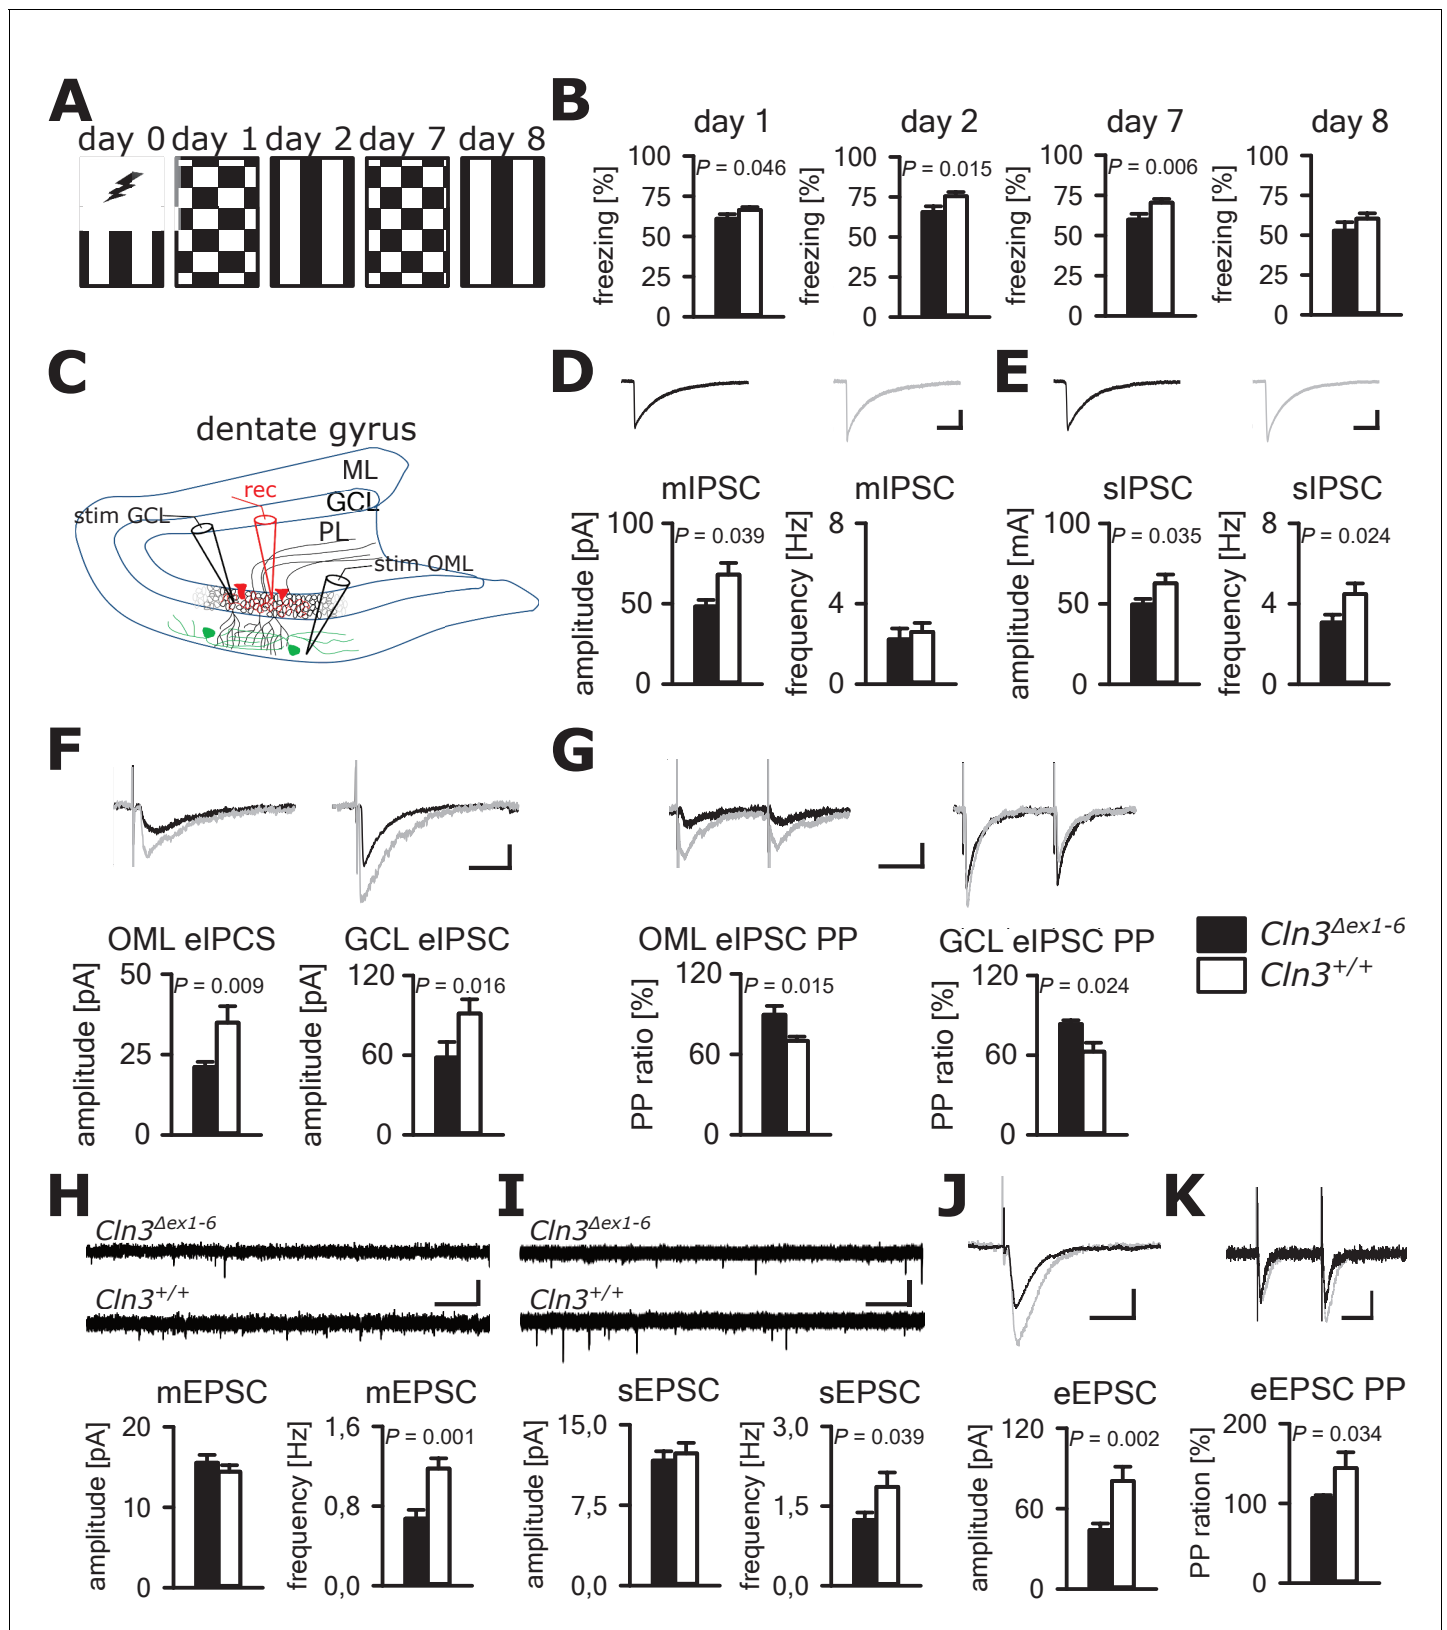 A
day 0 day 1 day 2 day 7 day 8
B
day 1
day 2
day 7
day 8
freezing [%]
100
75
50
25
0
P = 0.046
freezing [%]
100
75
50
25
0
P = 0.015
freezing [%]
100
75
50
25
0
P = 0.006
freezing [%]
100
75
50
25
0
C
dentate gyrus
ML
rec
GCL
stim GCL
PL
stim OML
D
mIPSC
amplitude [pA]
100
50
0
P = 0.039
mIPSC
frequency [Hz]
8
4
0
E
sIPSC
amplitude [mA]
100
50
0
P = 0.035
sIPSC
frequency [Hz]
8
4
0
P = 0.024
F
OML eIPCS
amplitude [pA]
50
25
0
P = 0.009
GCL eIPSC
amplitude [pA]
120
60
0
P = 0.016
G
OML eIPSC PP
PP ratio [%]
120
60
0
P = 0.015
GCL eIPSC PP
PP ratio [%]
120
60
0
P = 0.024
Cln3Δex1-6
Cln3+/+
H
Cln3Δex1-6
Cln3+/+
mEPSC
amplitude [pA]
20
10
0
mEPSC
frequency [Hz]
1,6
0,8
0,0
P = 0.001
I
Cln3Δex1-6
Cln3+/+
sEPSC
amplitude [pA]
15,0
7,5
0,0
sEPSC
frequency [Hz]
3,0
1,5
0,0
P = 0.039
J
eEPSC
amplitude [pA]
120
60
0
P = 0.002
K
eEPSC PP
PP ration [%]
200
100
0
P = 0.034